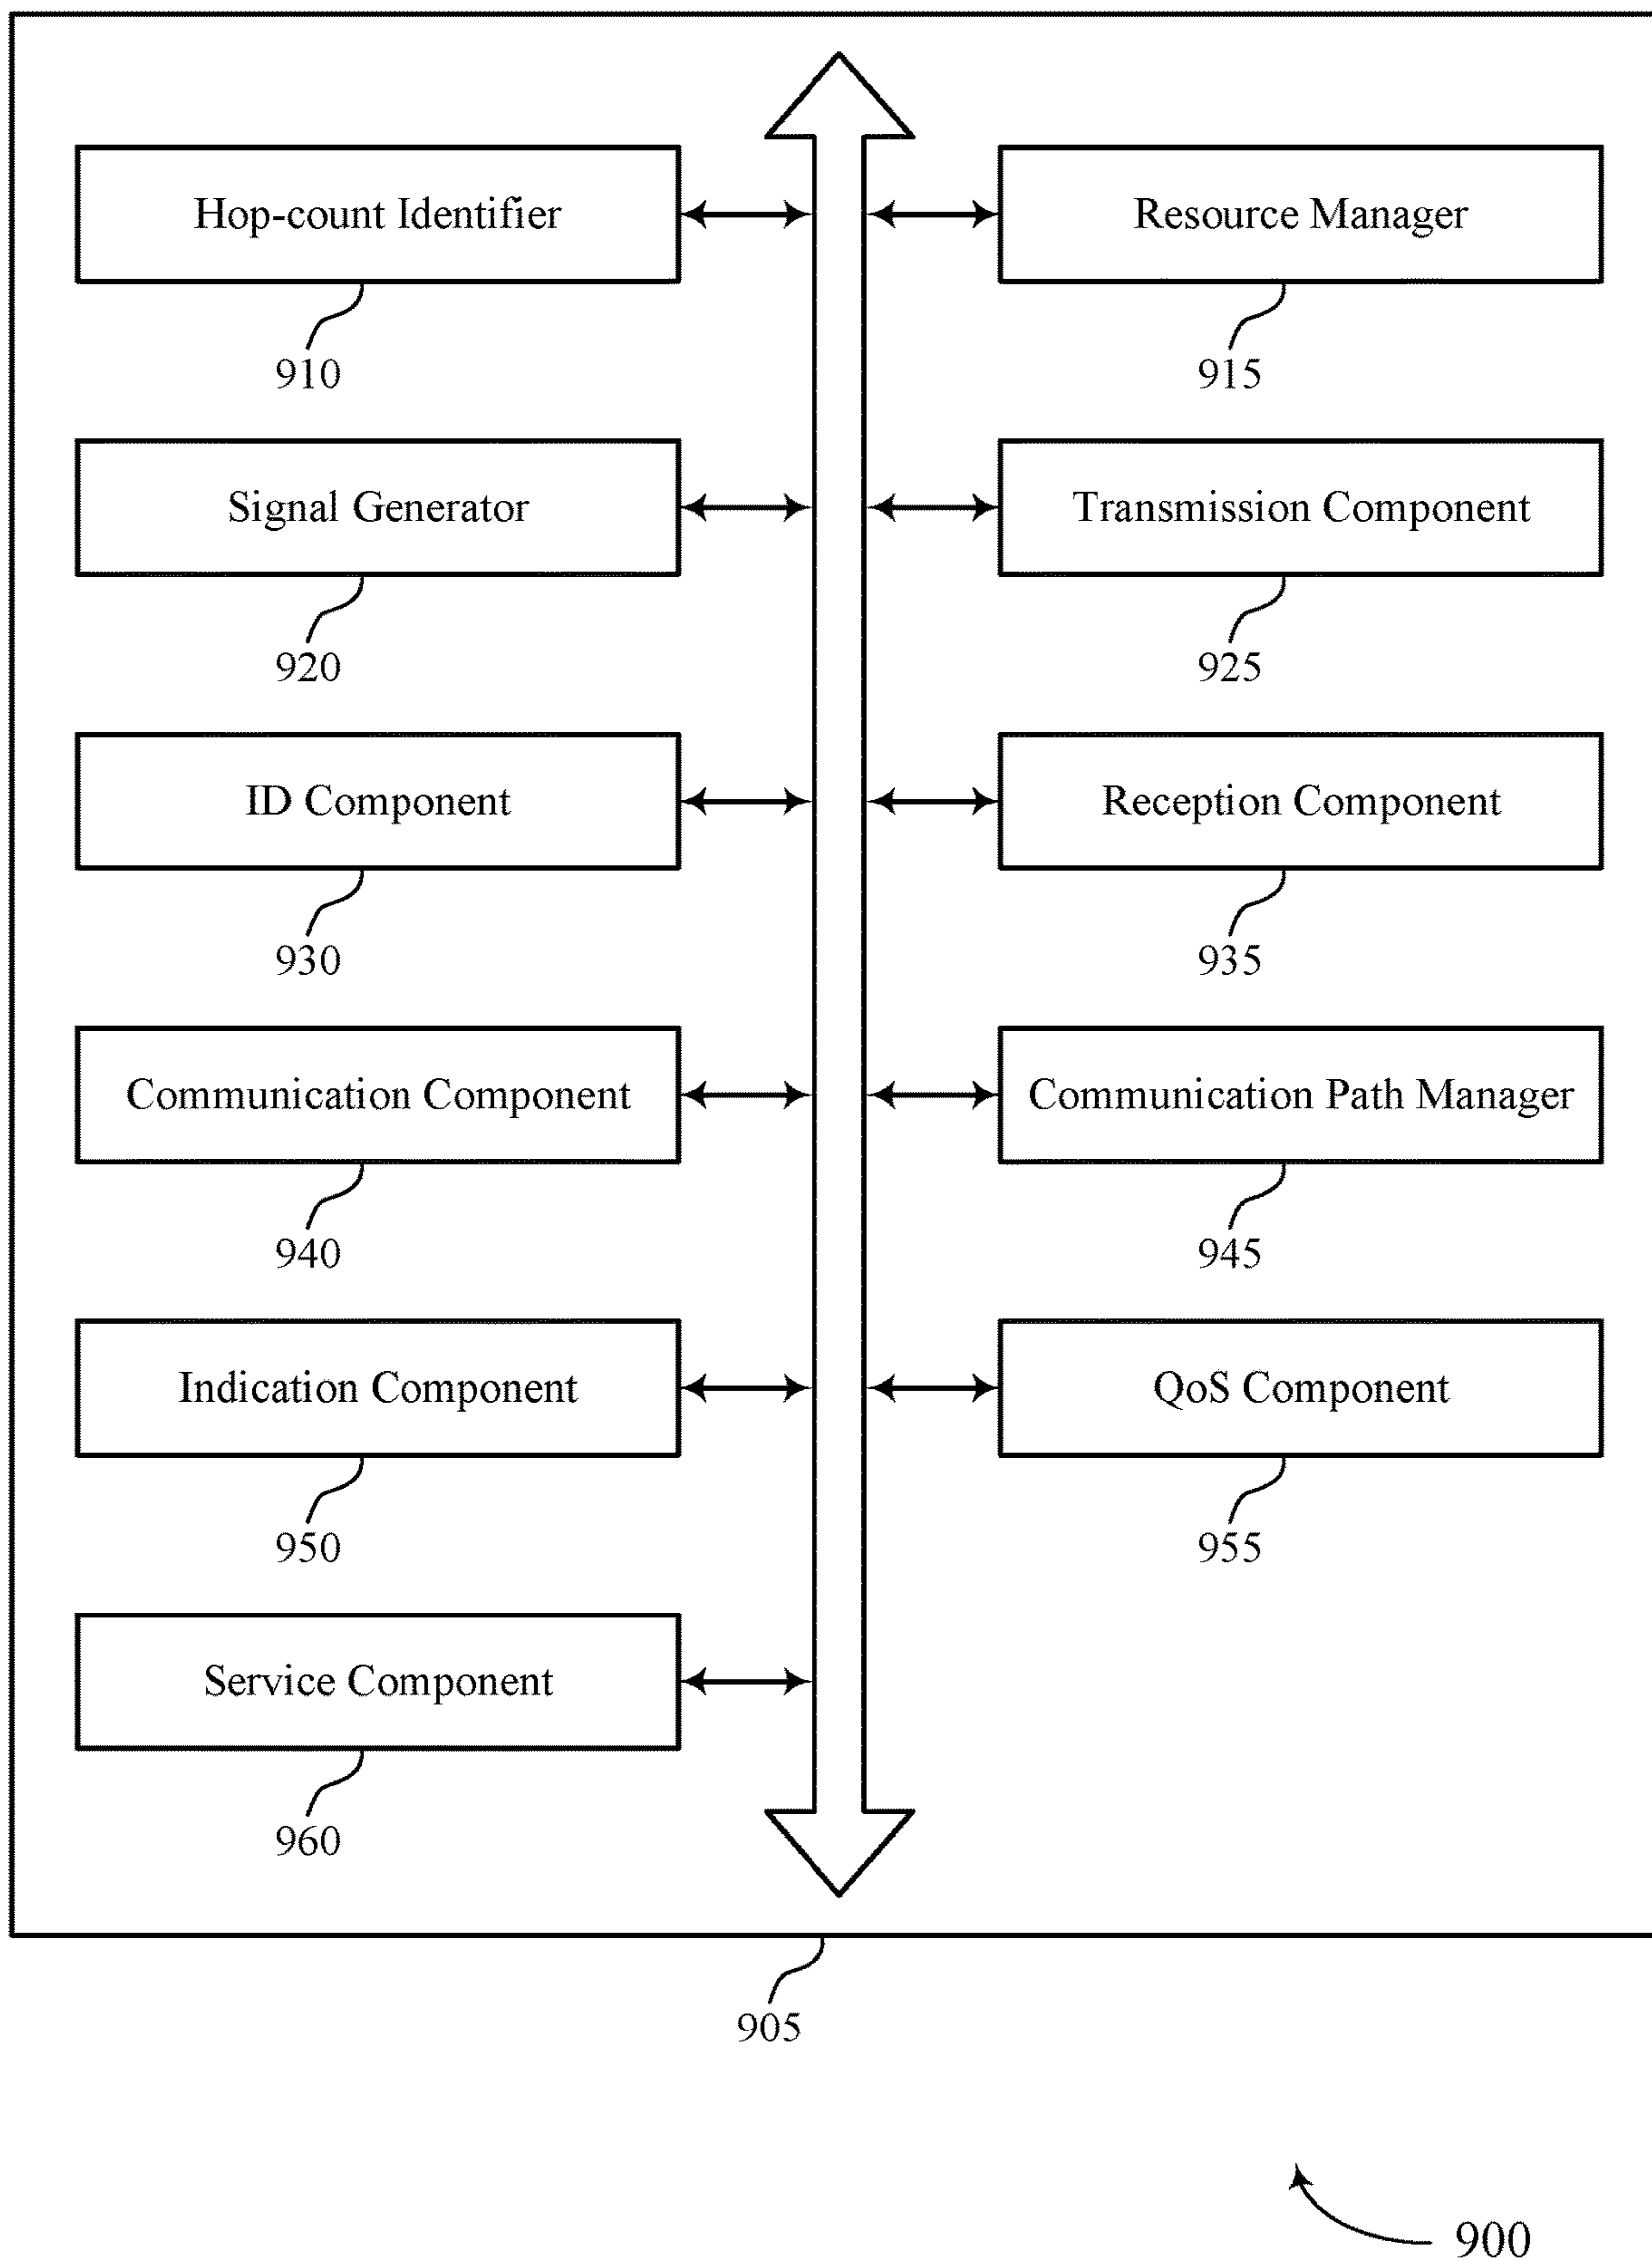 Hop-count Identifier
Resource Manager
910
915
Signal Generator
Transmission Component
920
925
ID Component
Reception Component
930
935
Communication Component
Communication Path Manager
940
945
Indication Component
QoS Component
950
955
Service Component
960
905
900